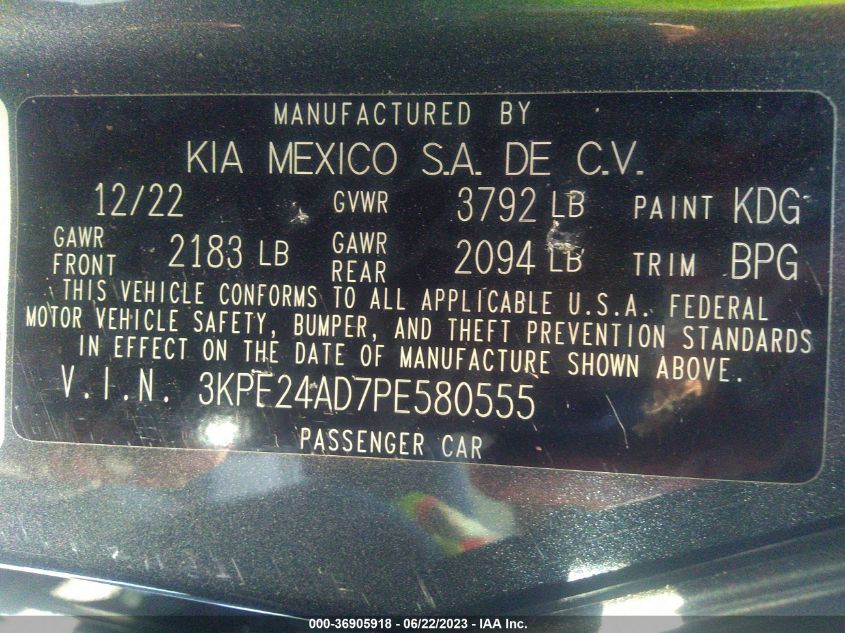 MANUFACTURED BY
KIA MEXICO S.A. DE C.V.
12/22 GVWR 3792 LB PAINT KDG
GAWR FRONT 2183 LB GAWR REAR 2094 LB TRIM BPG
THIS VEHICLE CONFORMS TO ALL APPLICABLE U.S.A. FEDERAL
MOTOR VEHICLE SAFETY, BUMPER, AND THEFT PREVENTION STANDARDS
IN EFFECT ON THE DATE OF MANUFACTURE SHOWN ABOVE.
V.I.N. 3KPE24AD7PE580555
PASSENGER CAR
000-36905918 - 06/22/2023 - IAA Inc.